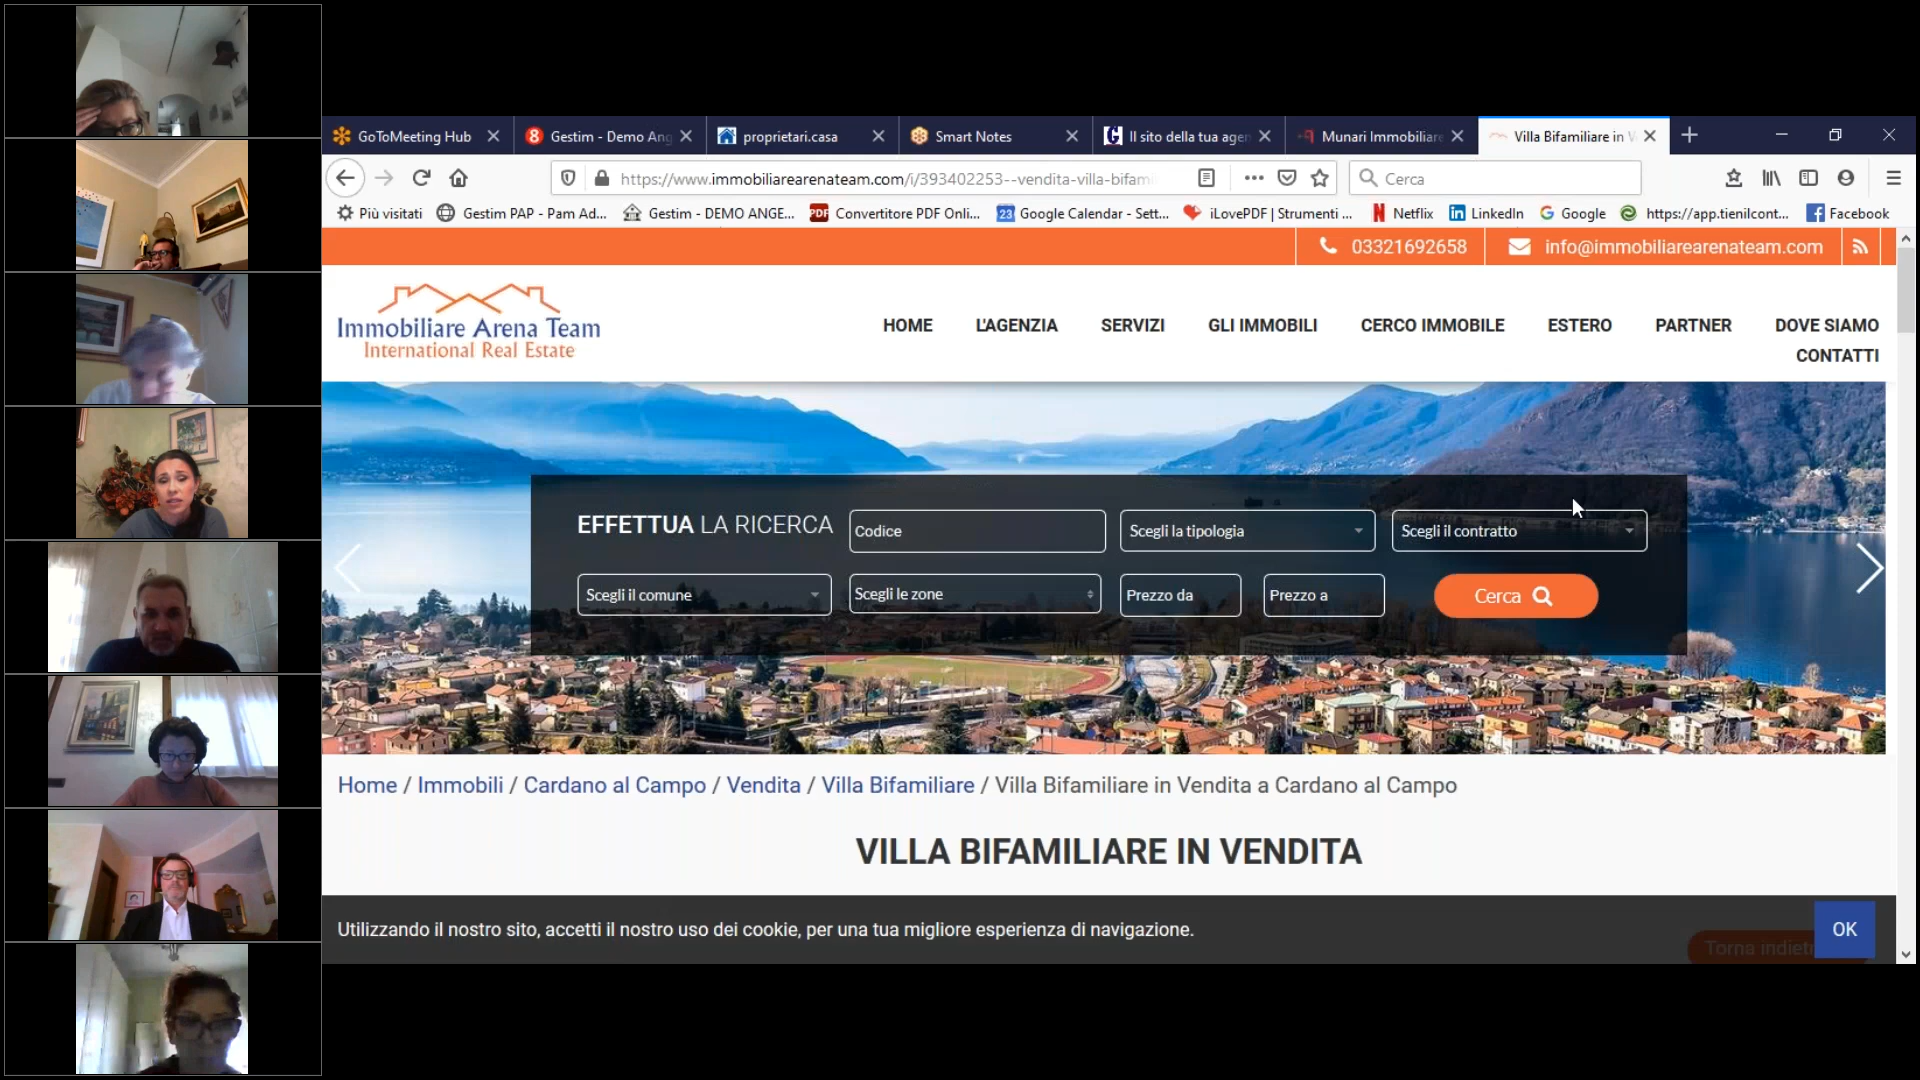 GoToMeeting Hub
Gestim - Demo Ang
proprietari.casa
Smart Notes
Il sito della tua agen
Munari Immobiliare
Villa Bifamiliare in V
https://www.immobiliarearenateam.com/i/393402253--vendita-villa-bifami
Cerca
Più visitati
Gestim PAP - Pam Ad...
Gestim - DEMO ANGE...
PDF
Convertitore PDF Onli...
23
Google Calendar - Sett...
iLovePDF | Strumenti ...
Netflix
LinkedIn
Google
https://app.tienilcont...
Facebook
03321692658
info@immobiliarearenateam.com
Immobiliare Arena Team
International Real Estate
HOME
L'AGENZIA
SERVIZI
GLI IMMOBILI
CERCO IMMOBILE
ESTERO
PARTNER
DOVE SIAMO
CONTATTI
EFFETTUA LA RICERCA
Codice
Scegli la tipologia
Scegli il contratto
Scegli il comune
Scegli le zone
Prezzo da
Prezzo a
Cerca
Home / Immobili / Cardano al Campo / Vendita / Villa Bifamiliare / Villa Bifamiliare in Vendita a Cardano al Campo
VILLA BIFAMILIARE IN VENDITA
Utilizzando il nostro sito, accetti il nostro uso dei cookie, per una tua migliore esperienza di navigazione.
OK
Torna indietr